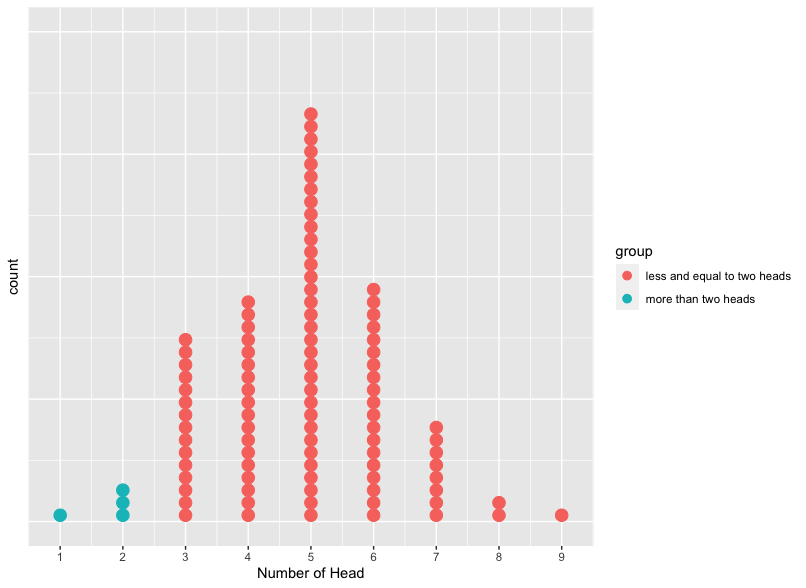 count
1 2 3 4 5 6 7 8 9
Number of Head
group
less and equal to two heads
more than two heads